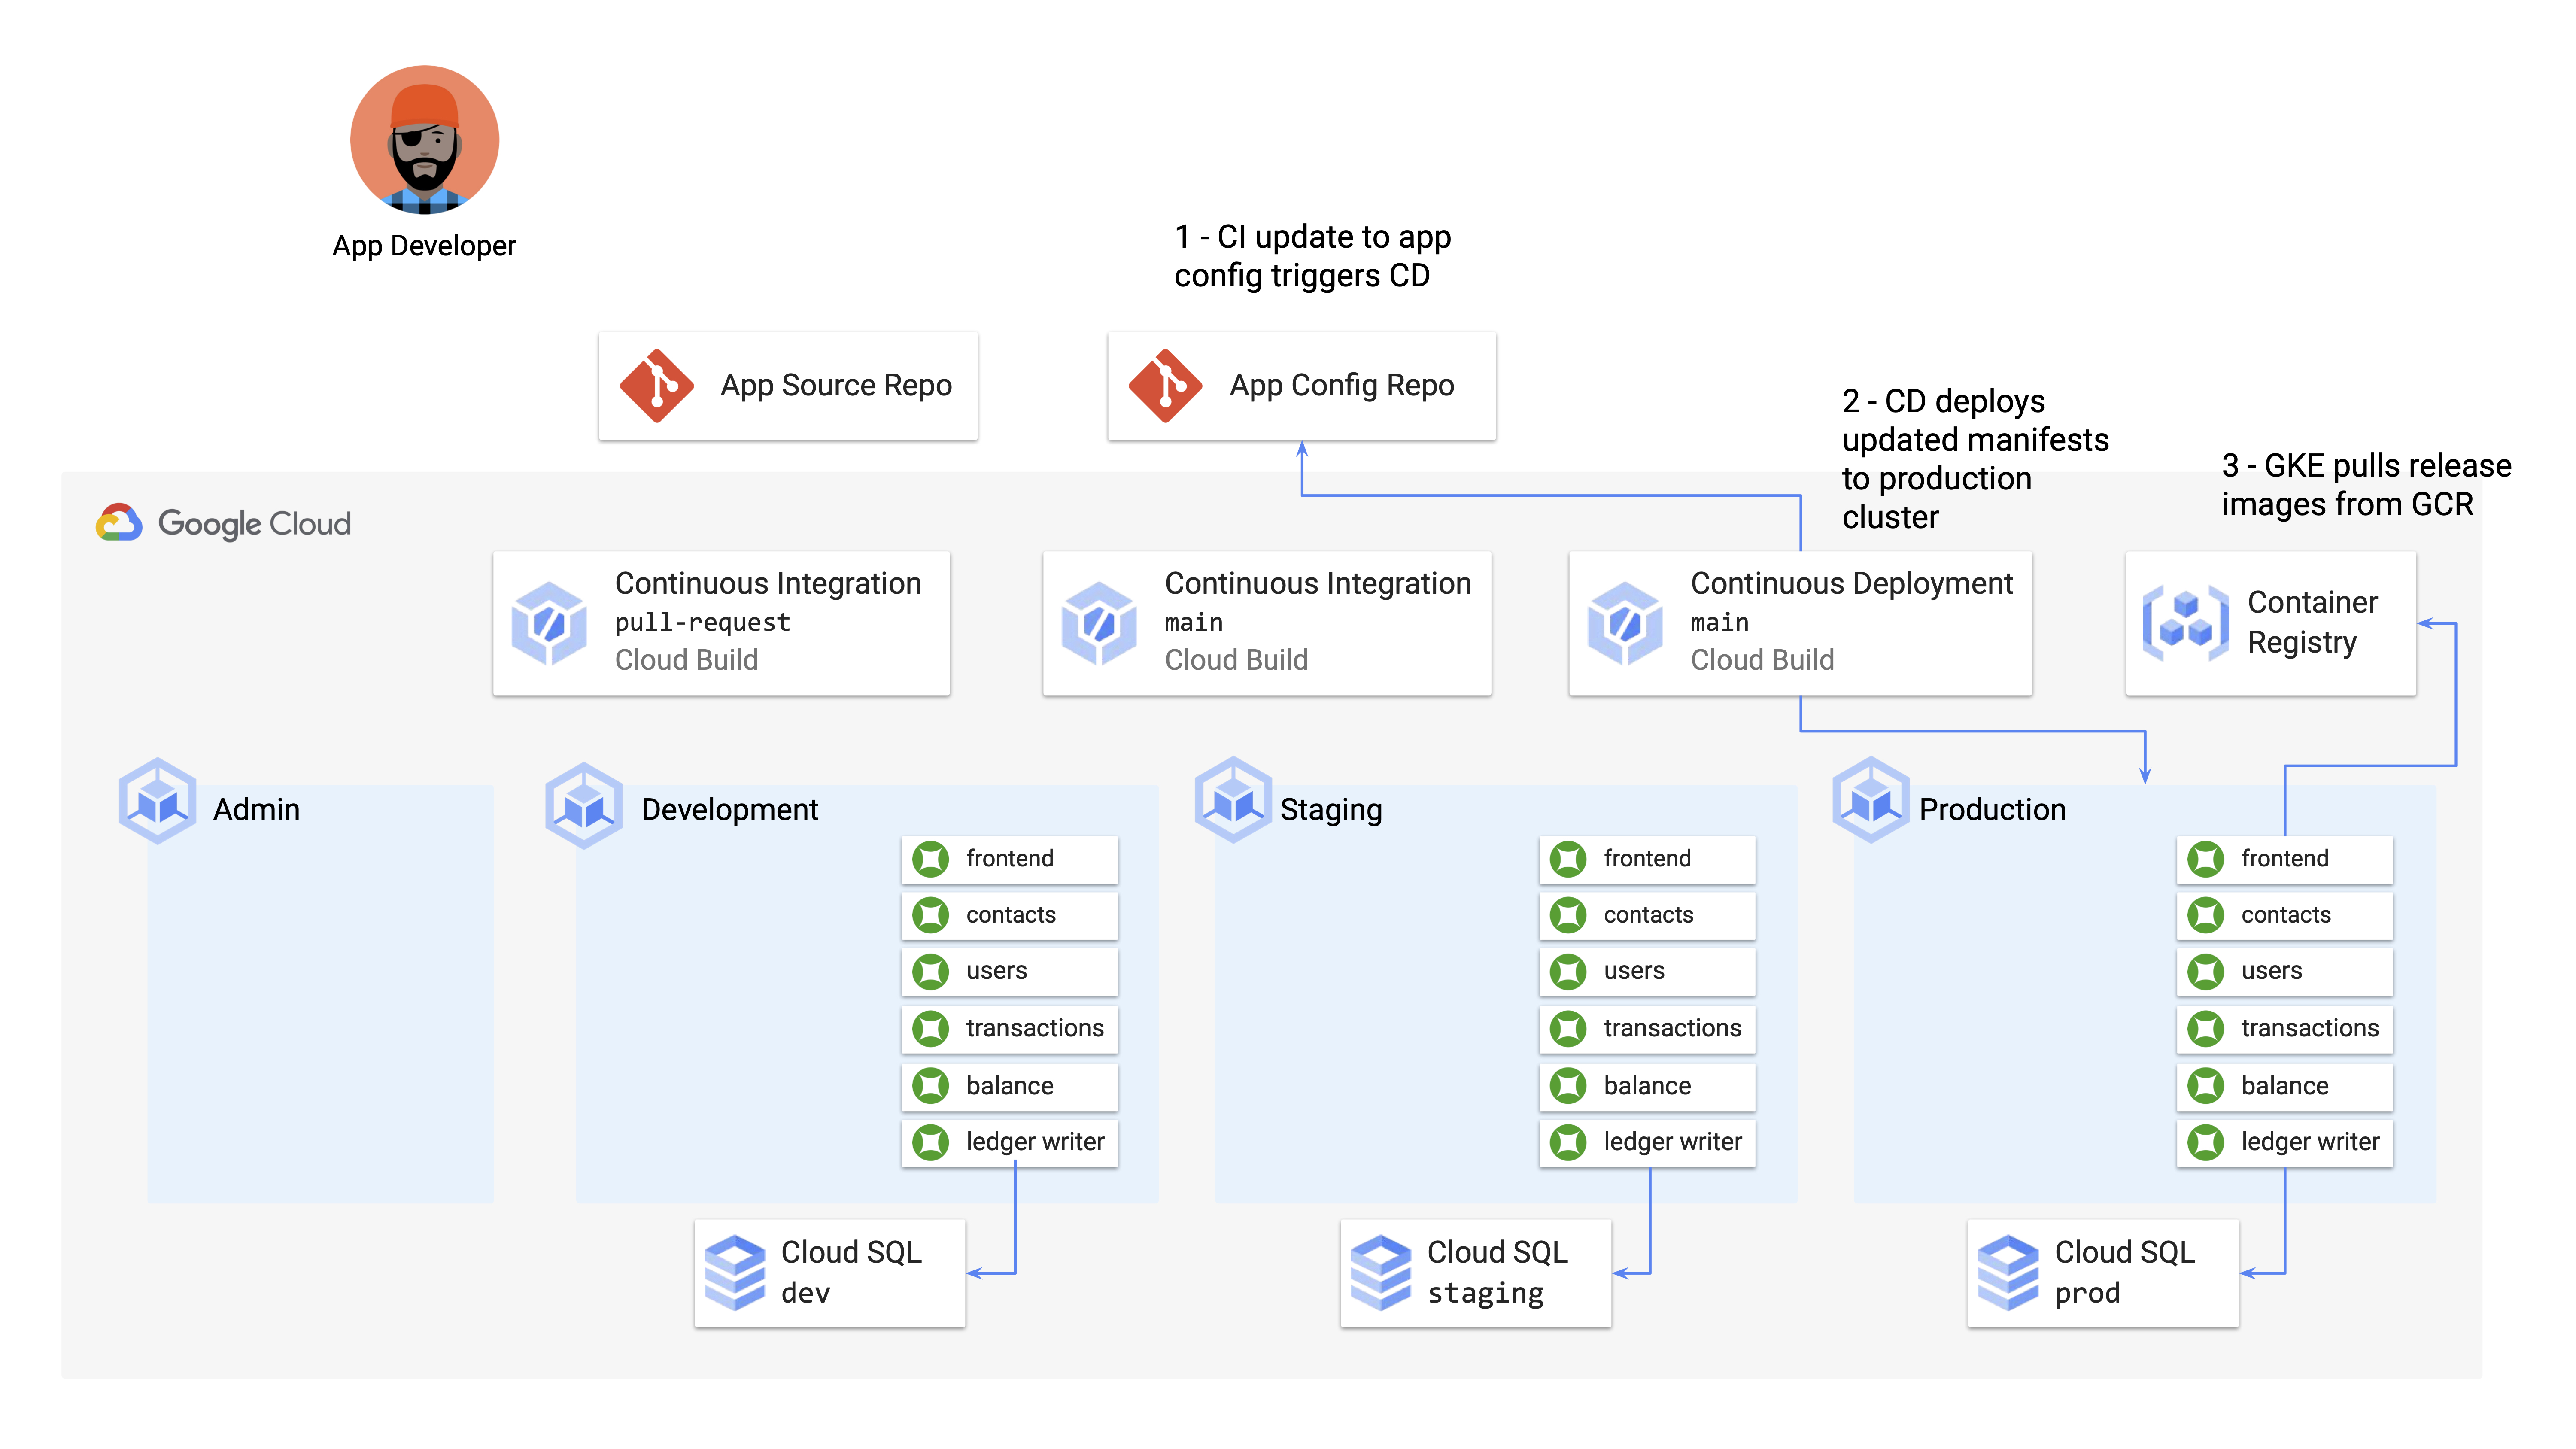 App Developer
1 - CI update to app
config triggers CD
App Source Repo
App Config Repo
2 - CD deploys
updated manifests
to production
cluster
3 - GKE pulls release
images from GCR
Google Cloud
Continuous Integration
pull-request
Cloud Build
Continuous Integration
main
Cloud Build
Continuous Deployment
main
Cloud Build
Container
Registry
Admin
Development
frontend
contacts
users
transactions
balance
ledger writer
Cloud SQL
dev
Staging
frontend
contacts
users
transactions
balance
ledger writer
Cloud SQL
staging
Production
frontend
contacts
users
transactions
balance
ledger writer
Cloud SQL
prod